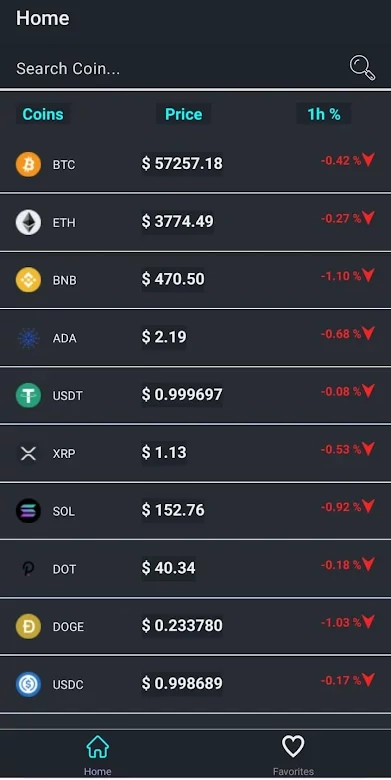 Home
Search Coin...
Coins Price 1h %
BTC $ 57257.18 -0.42 %
ETH $ 3774.49 -0.27 %
BNB $ 470.50 -1.10 %
ADA $ 2.19 -0.68 %
USDT $ 0.999697 -0.08 %
XRP $ 1.13 -0.53 %
SOL $ 152.76 -0.92 %
DOT $ 40.34 -0.18 %
DOGE $ 0.233780 -1.03 %
USDC $ 0.998689 -0.17 %
Home Favorites